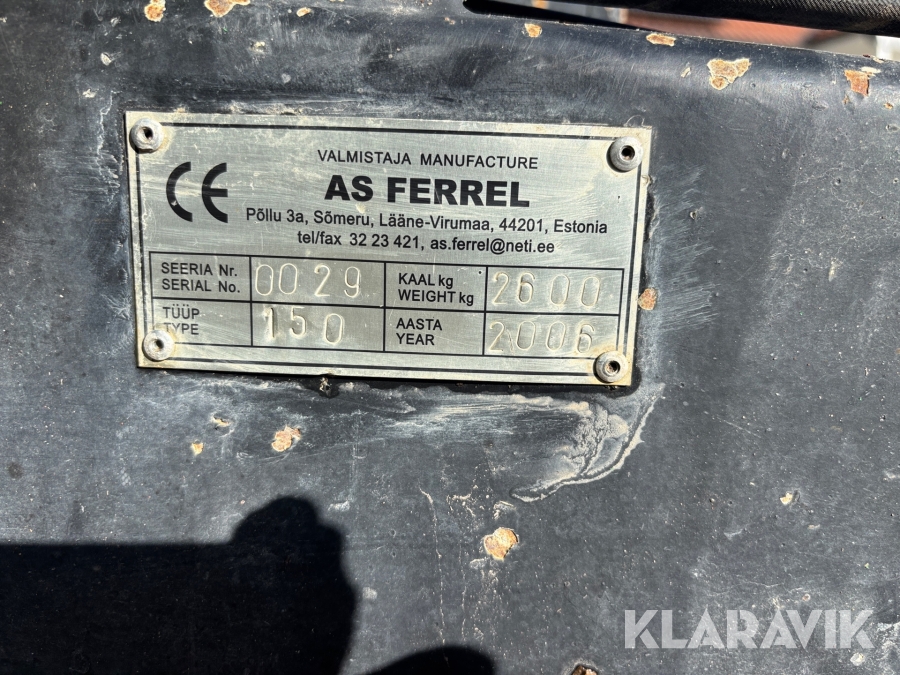 CE
VALMISTAJA MANUFACTURE
AS FERREL
Põllu 3a, Sõmeru, Lääne-Virumaa, 44201, Estonia
tel/fax 32 23 421, as.ferrel@neti.ee
SEERIA Nr. 0029 KAAL kg 2600
SERIAL No. WEIGHT kg
TÜÜP 150 AASTA 2006
TYPE YEAR
KLARAVIK